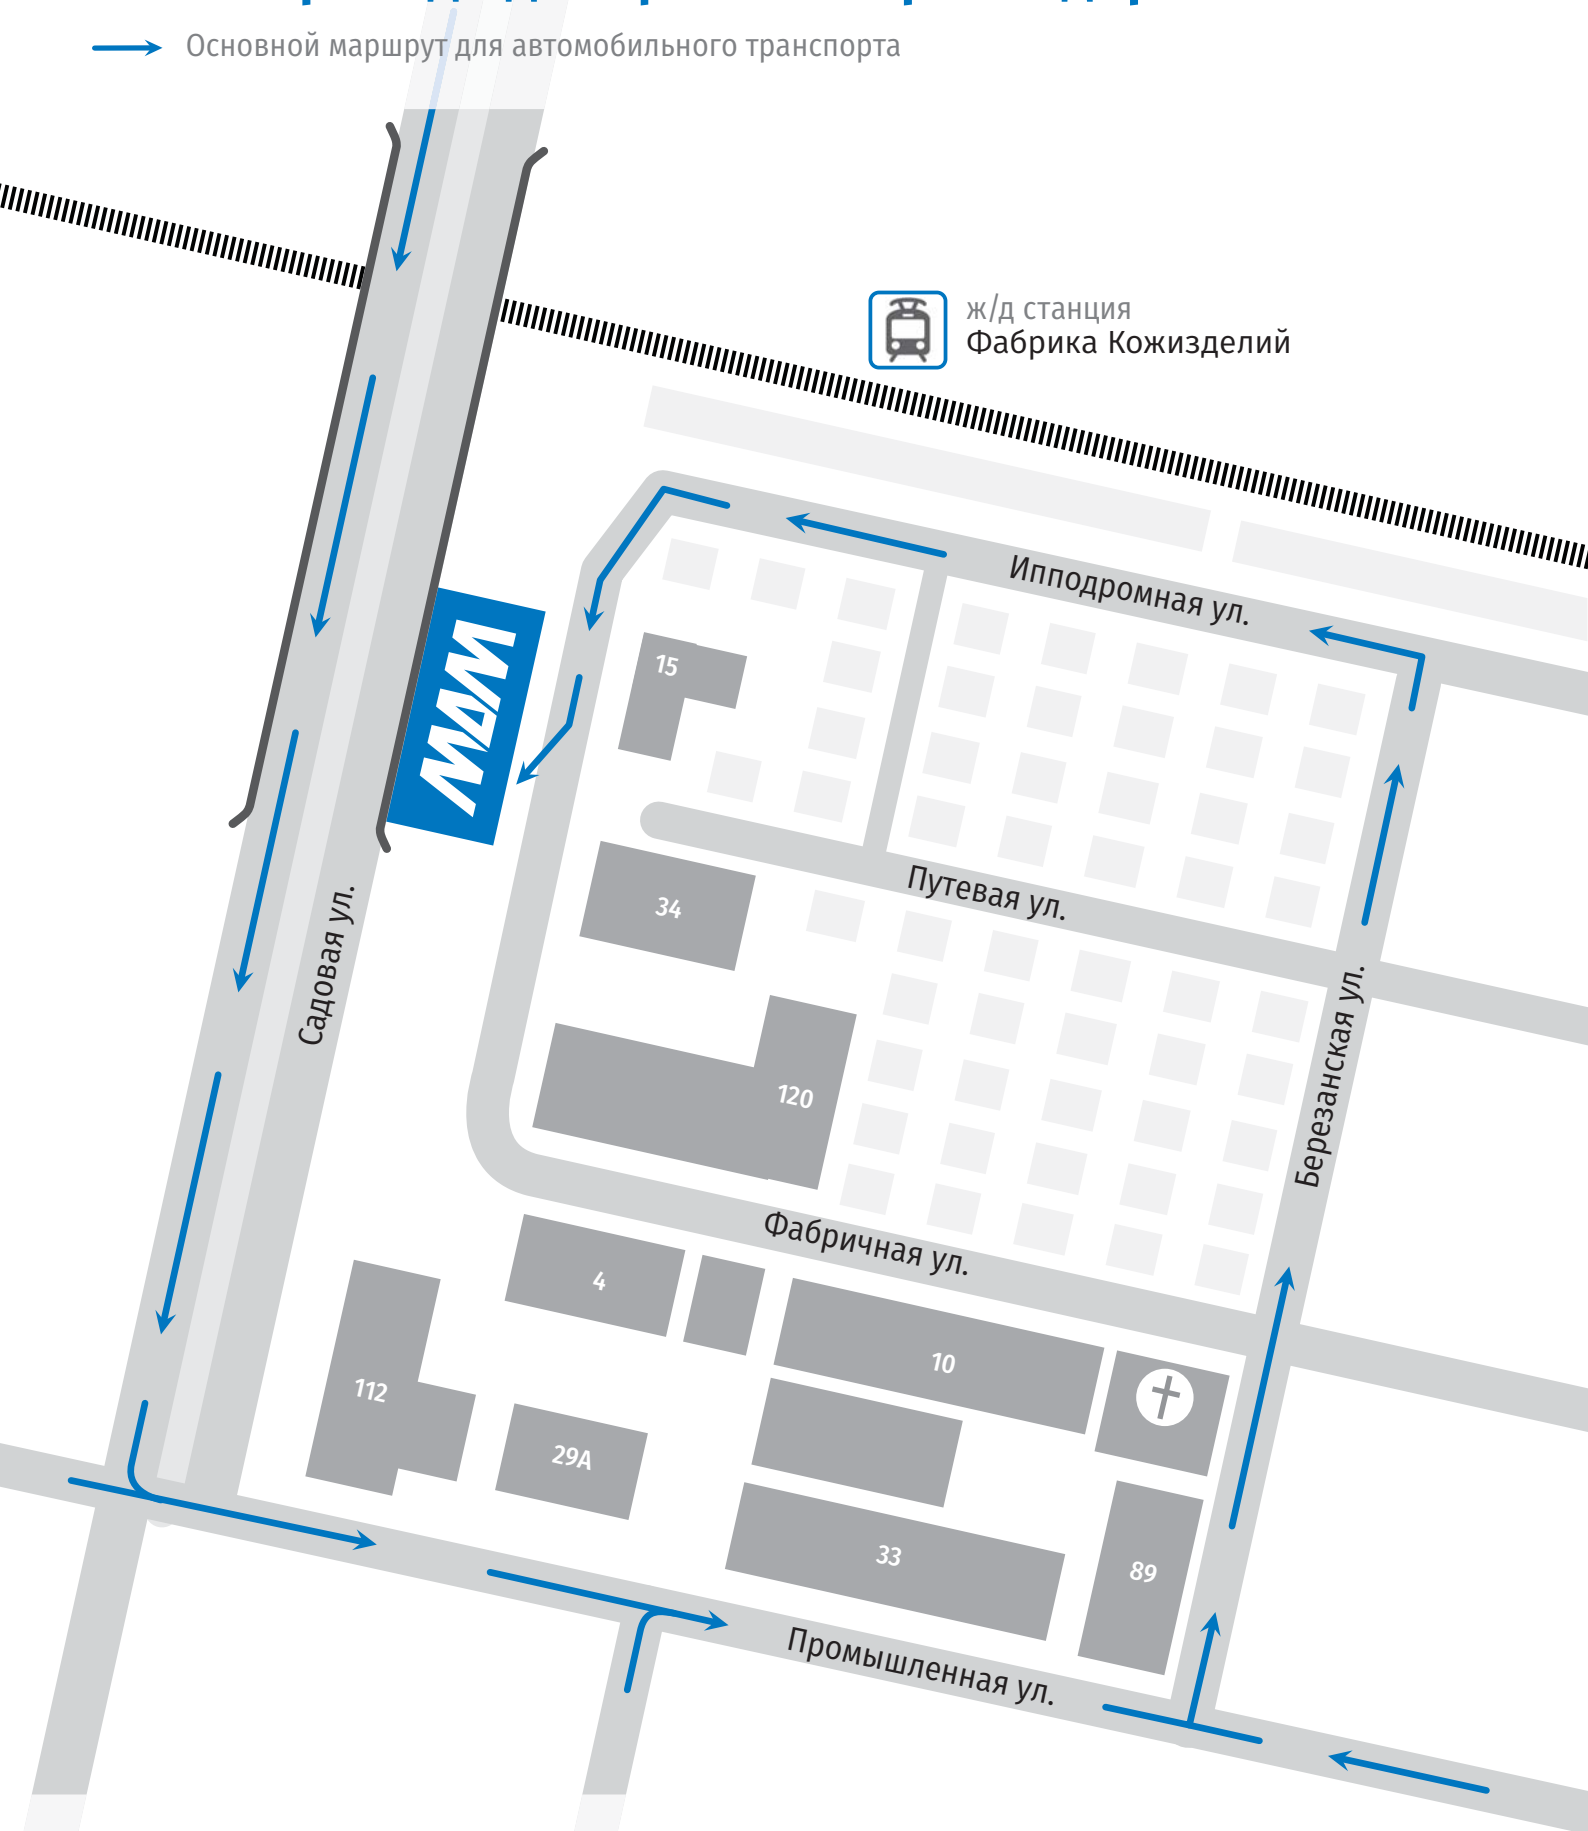 Основной маршрут для автомобильного транспорта
ж/д станция
Фабрика Кожизделий
Ипподромная ул.
15
Путевая ул.
34
Садовая ул.
Березанская ул.
120
Фабричная ул.
4
10
112
29А
33
89
Промышленная ул.